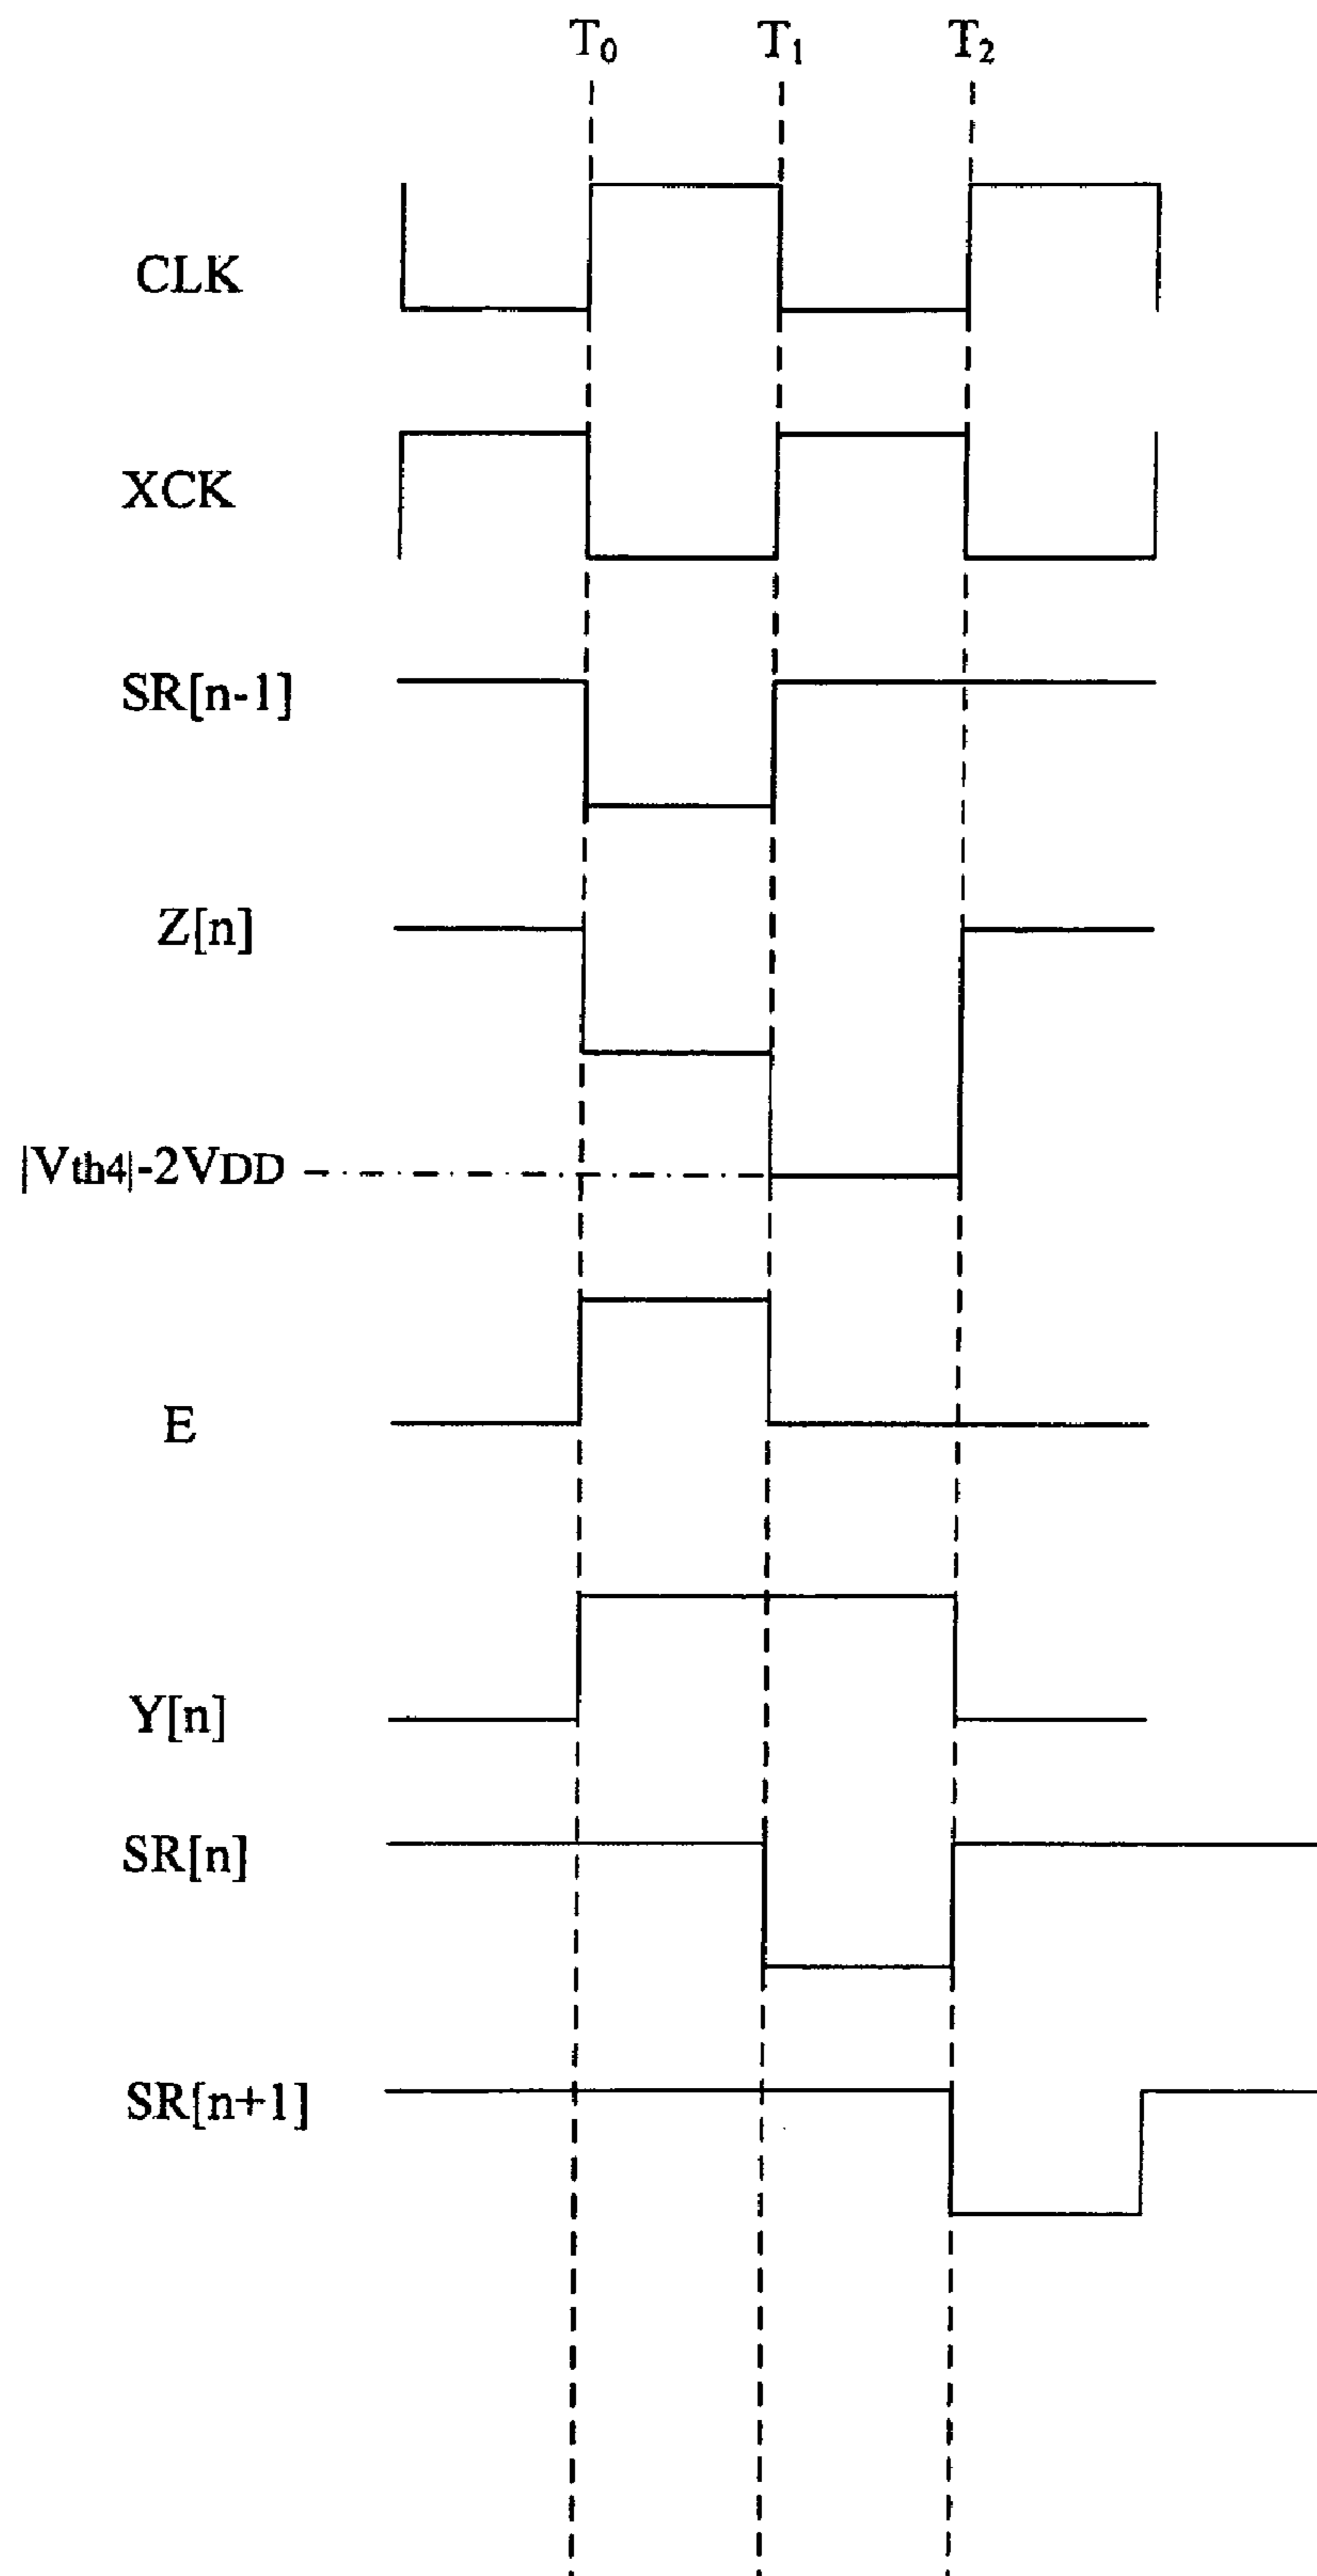 T0 T1 T2
CLK
XCK
SR[n-1]
Z[n]
|Vth4|-2VDD
E
Y[n]
SR[n]
SR[n+1]